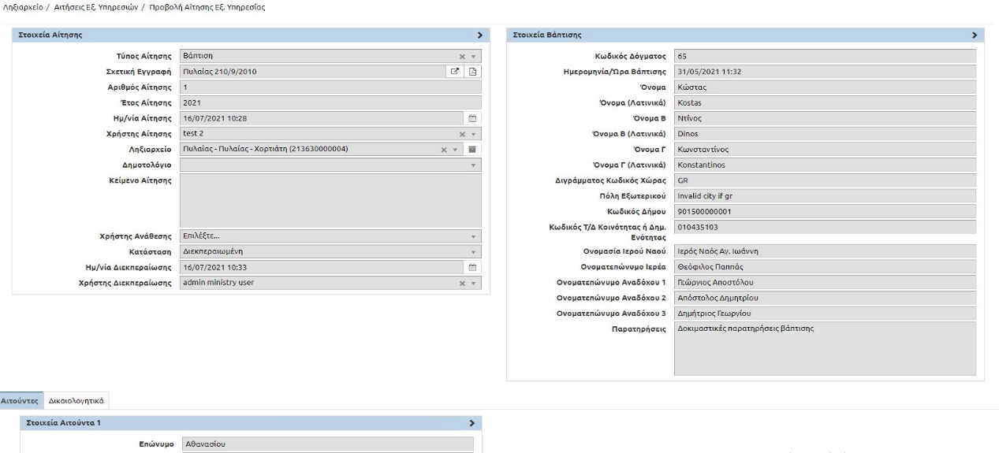 Ληξιαρχείο / Αιτήσεις Εξ. Υπηρεσιών / Προβολή Αίτησης Εξ. Υπηρεσίας
Στοιχεία Αίτησης
Τύπος Αίτησης Βάπτιση
Σχετική Εγγραφή Πυλαίας 210/9/2010
Αριθμός Αίτησης 1
Έτος Αίτησης 2021
Ημ/νία Αίτησης 16/07/2021 10:28
Χρήστης Αίτησης test 2
Ληξιαρχείο Πυλαίας - Πυλαίας - Χορτιάτη (213630000004)
Δημοτολόγιο
Κείμενο Αίτησης
Χρήστης Ανάθεσης Επιλέξτε...
Κατάσταση Διεκπεραιωμένη
Ημ/νία Διεκπεραίωσης 16/07/2021 10:33
Χρήστης Διεκπεραίωσης admin ministry user
Στοιχεία Βάπτισης
Κωδικός Δόγματος 65
Ημερομηνία/Ώρα Βάπτισης 31/05/2021 11:32
Όνομα Κώστας
Όνομα (Λατινικά) Kostas
Όνομα Β Ντίνος
Όνομα Β (Λατινικά) Dinos
Όνομα Γ Κωνσταντίνος
Όνομα Γ (Λατινικά) Konstantinos
Διγράμματος Κωδικός Χώρας GR
Πόλη Εξωτερικού Invalid city if gr
Κωδικός Δήμου 901500000001
Κωδικός Τ/Δ Κοινότητας ή Δημ. 010435103
Ενότητας
Ονομασία Ιερού Ναού Ιερός Ναός Αγ. Ιωάννη
Ονοματεπώνυμο Ιερέα Θεόφιλος Παππάς
Ονοματεπώνυμο Αναδόχου 1 Γεώργιος Αποστόλου
Ονοματεπώνυμο Αναδόχου 2 Απόστολος Δημητρίου
Ονοματεπώνυμο Αναδόχου 3 Δημήτριος Γεωργίου
Παρατηρήσεις Δοκιμαστικές παρατηρήσεις βάπτισης
Αιτούντες Δικαιολογητικά
Στοιχεία Αιτούντα 1
Επώνυμο Αθανασίου